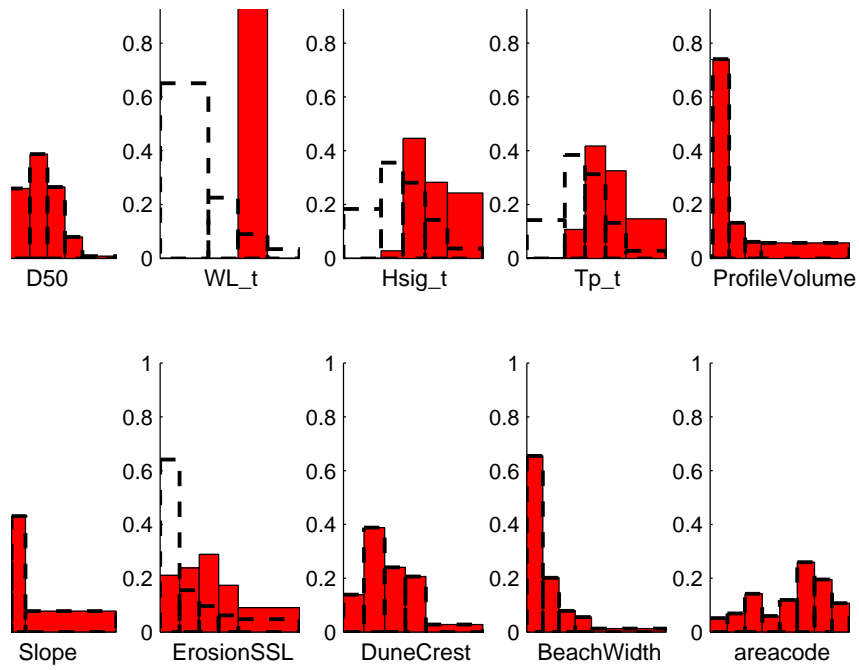 0.8 0.8 0.8 0.8
0.6 0.6 0.6 0.6
0.4 0.4 0.4 0.4
0.2 0.2 0.2 0.2
0 0 0 0
D50 WL_t Hsig_t Tp_t ProfileVolume
1 1 1 1
0.8 0.8 0.8 0.8
0.6 0.6 0.6 0.6
0.4 0.4 0.4 0.4
0.2 0.2 0.2 0.2
0 0 0 0
Slope ErosionSSL DuneCrest BeachWidth areacode